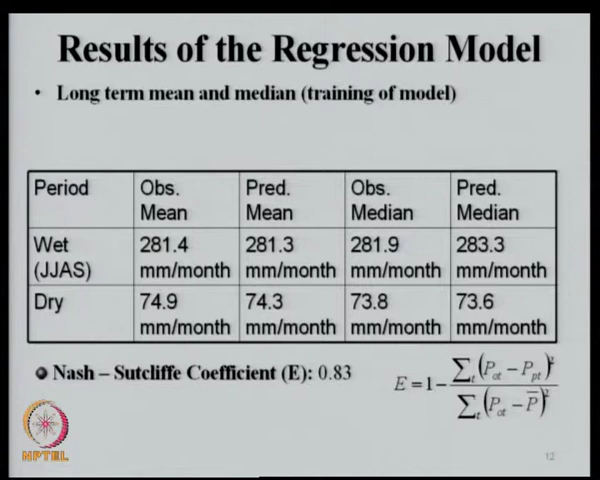 Results of the Regression Model
• Long term mean and median (training of model)
Period Obs. Mean Pred. Mean Obs. Median Pred. Median
Wet (JJAS) 281.4 mm/month 281.3 mm/month 281.9 mm/month 283.3 mm/month
Dry 74.9 mm/month 74.3 mm/month 73.8 mm/month 73.6 mm/month
Nash – Sutcliffe Coefficient (E): 0.83
E = 1 - ∑t(Pot - Ppt)² / ∑t(Pot - P̅)²
NPTEL
12